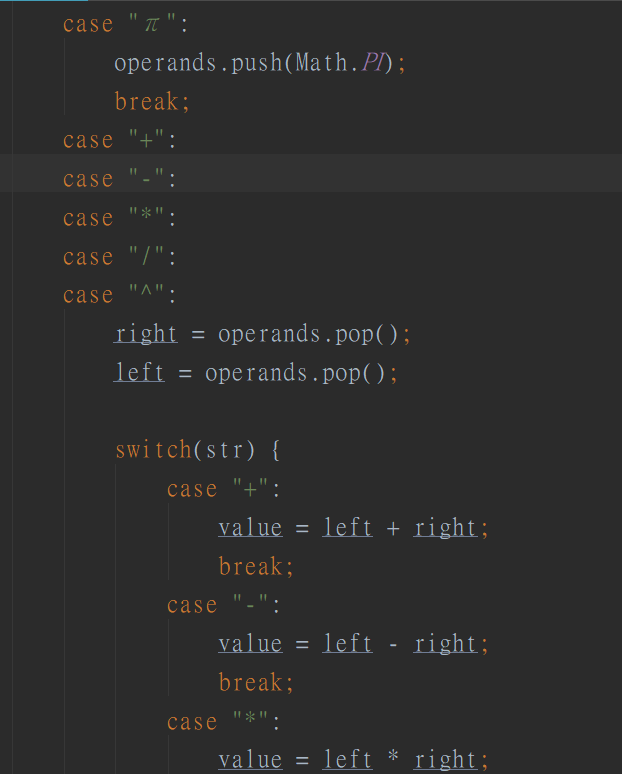 case "π":
operands.push(Math.PI);
break;
case "+":
case "-":
case "*":
case "/":
case "^":
right = operands.pop();
left = operands.pop();
switch(str) {
case "+":
value = left + right;
break;
case "-":
value = left - right;
break;
case "*":
value = left * right;